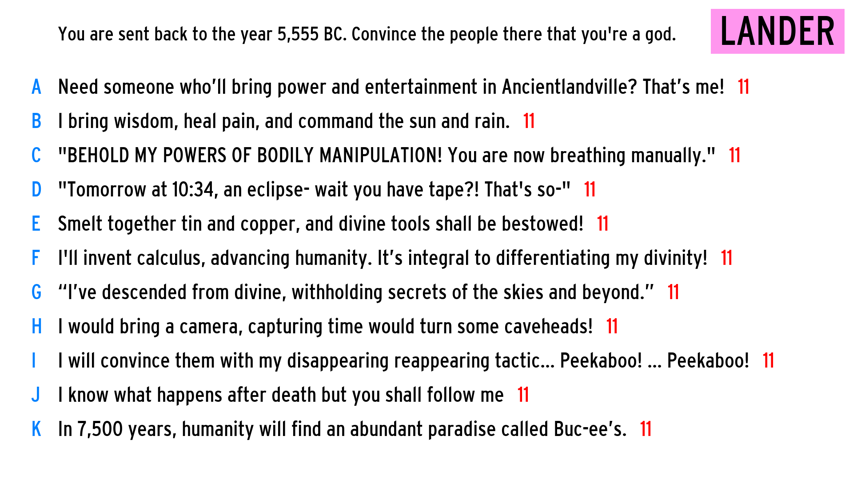 You are sent back to the year 5,555 BC. Convince the people there that you're a god.
LANDER
A Need someone who’ll bring power and entertainment in Ancientlandville? That’s me! 11
B I bring wisdom, heal pain, and command the sun and rain. 11
C "BEHOLD MY POWERS OF BODILY MANIPULATION! You are now breathing manually." 11
D "Tomorrow at 10:34, an eclipse- wait you have tape?! That's so-" 11
E Smelt together tin and copper, and divine tools shall be bestowed! 11
F I'll invent calculus, advancing humanity. It’s integral to differentiating my divinity! 11
G “I’ve descended from divine, withholding secrets of the skies and beyond.” 11
H I would bring a camera, capturing time would turn some caveheads! 11
I I will convince them with my disappearing reappearing tactic... Peekaboo! ... Peekaboo! 11
J I know what happens after death but you shall follow me 11
K In 7,500 years, humanity will find an abundant paradise called Buc-ee’s. 11